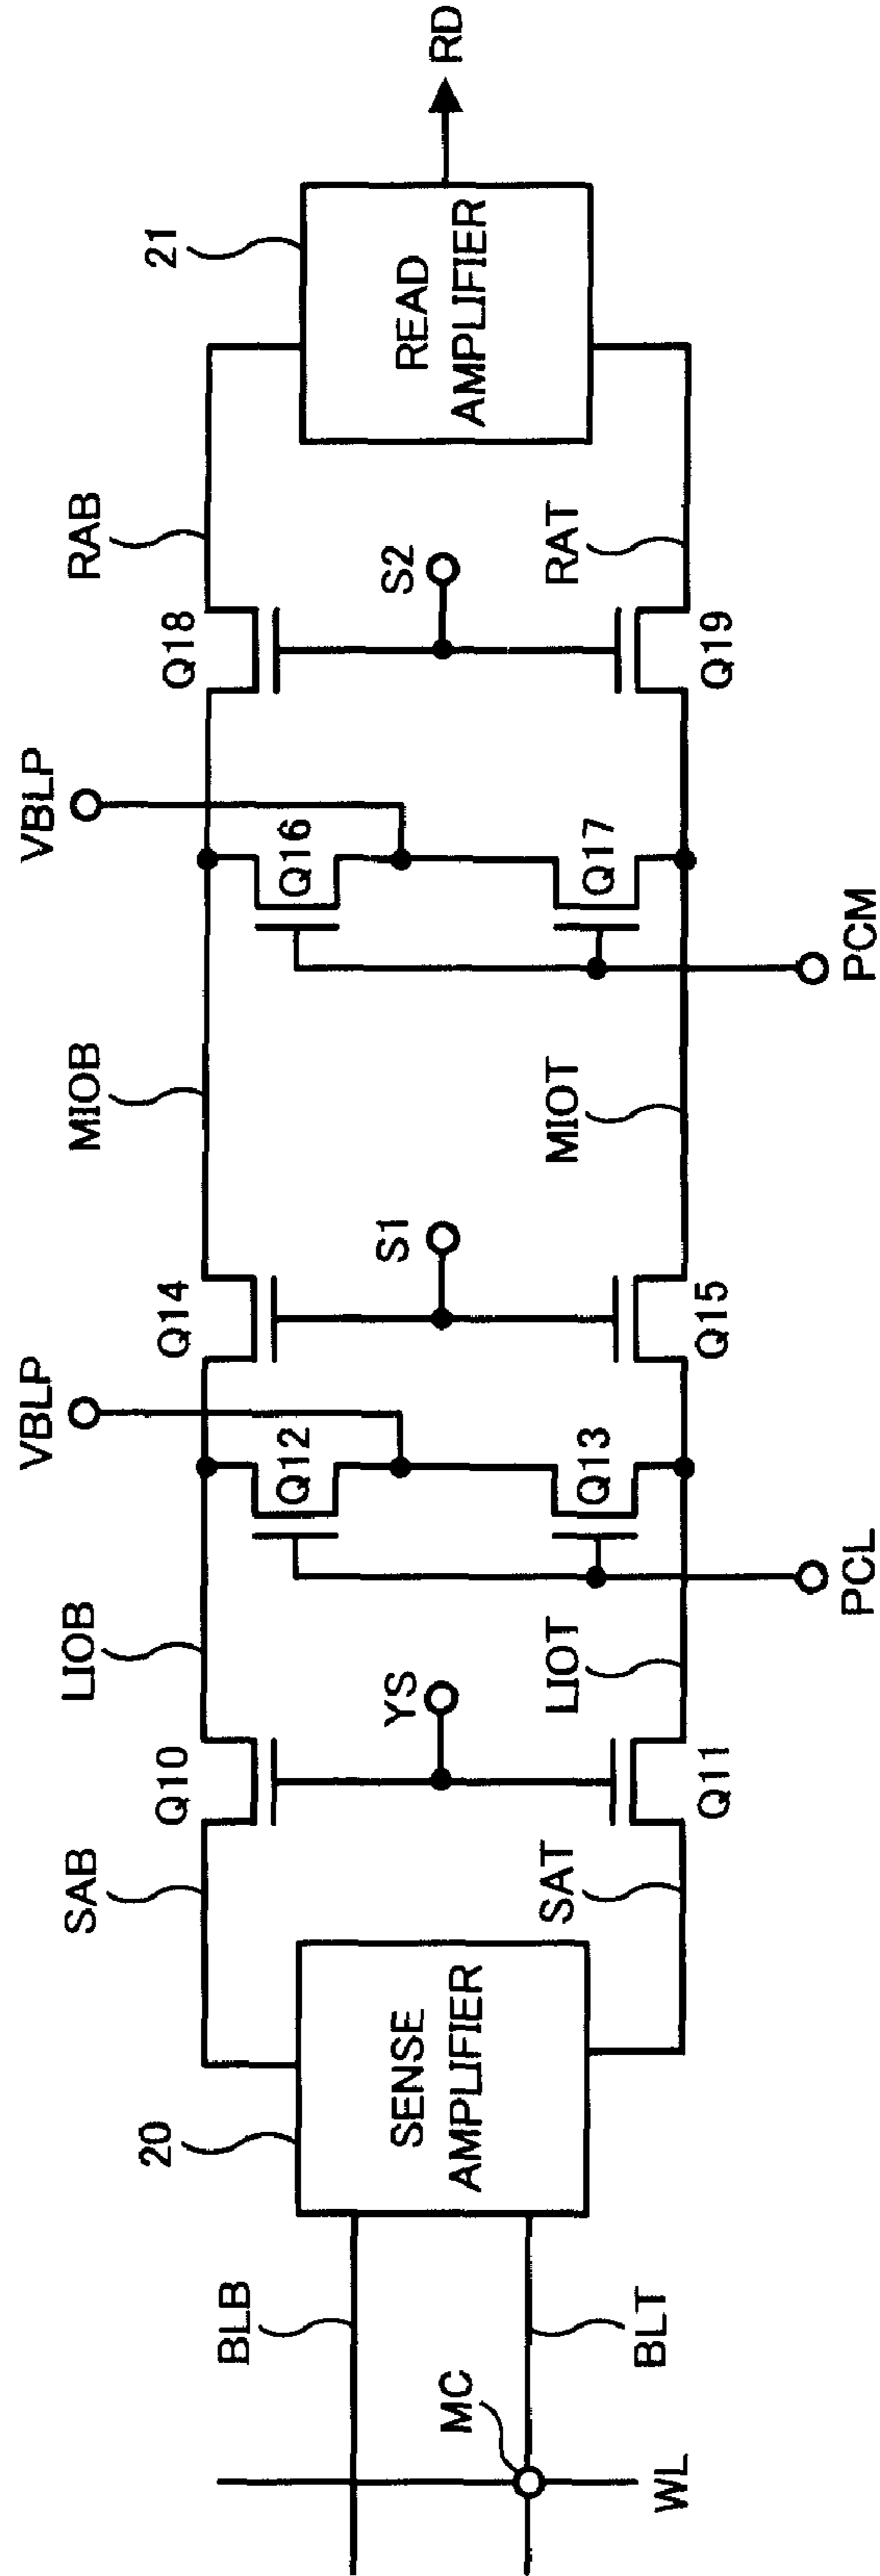 VBLP
VBLP
SAB
Q10
LIOB
Q14
MIOB
Q18
RAB
21
20
BLB
SENSE
AMPLIFIER
YS
Q12
S1
Q16
S2
READ
AMPLIFIER
RD
MC
Q13
Q17
BLT
SAT
LIOT
MIOT
RAT
WL
Q11
Q15
Q19
PCL
PCM